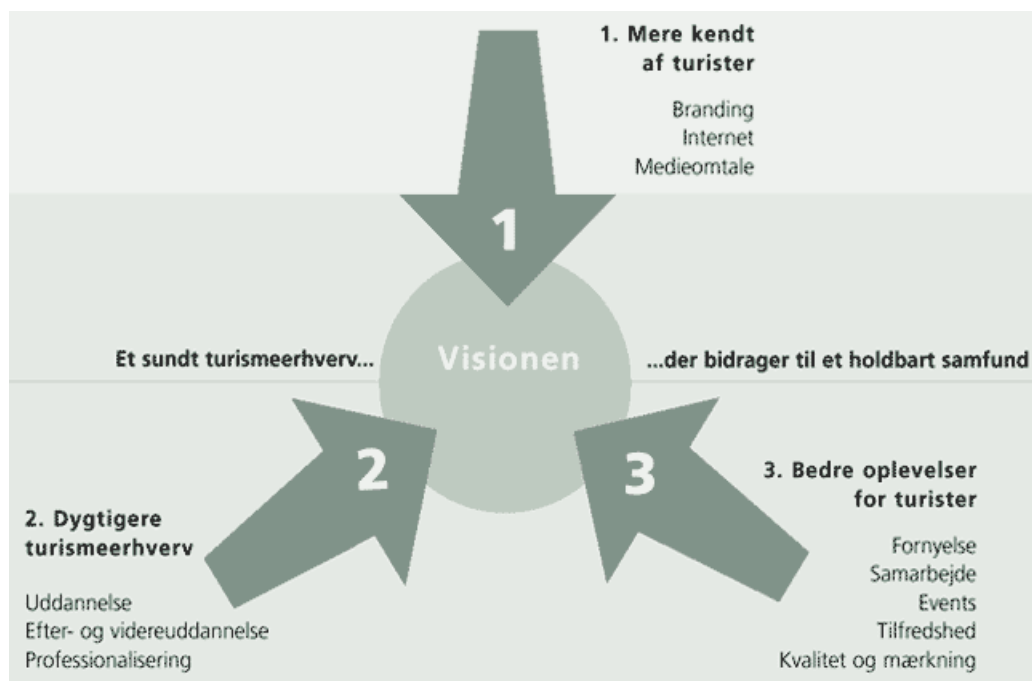 1. Mere kendt
af turister
Branding
Internet
Medieomtale
1
Et sundt turismeerhverv...
Visionen
...der bidrager til et holdbart samfund
2
3
2. Dygtigere
turismeerhverv
Uddannelse
Efter- og videreuddannelse
Professionalisering
3. Bedre oplevelser
for turister
Fornyelse
Samarbejde
Events
Tilfredshed
Kvalitet og mærkning